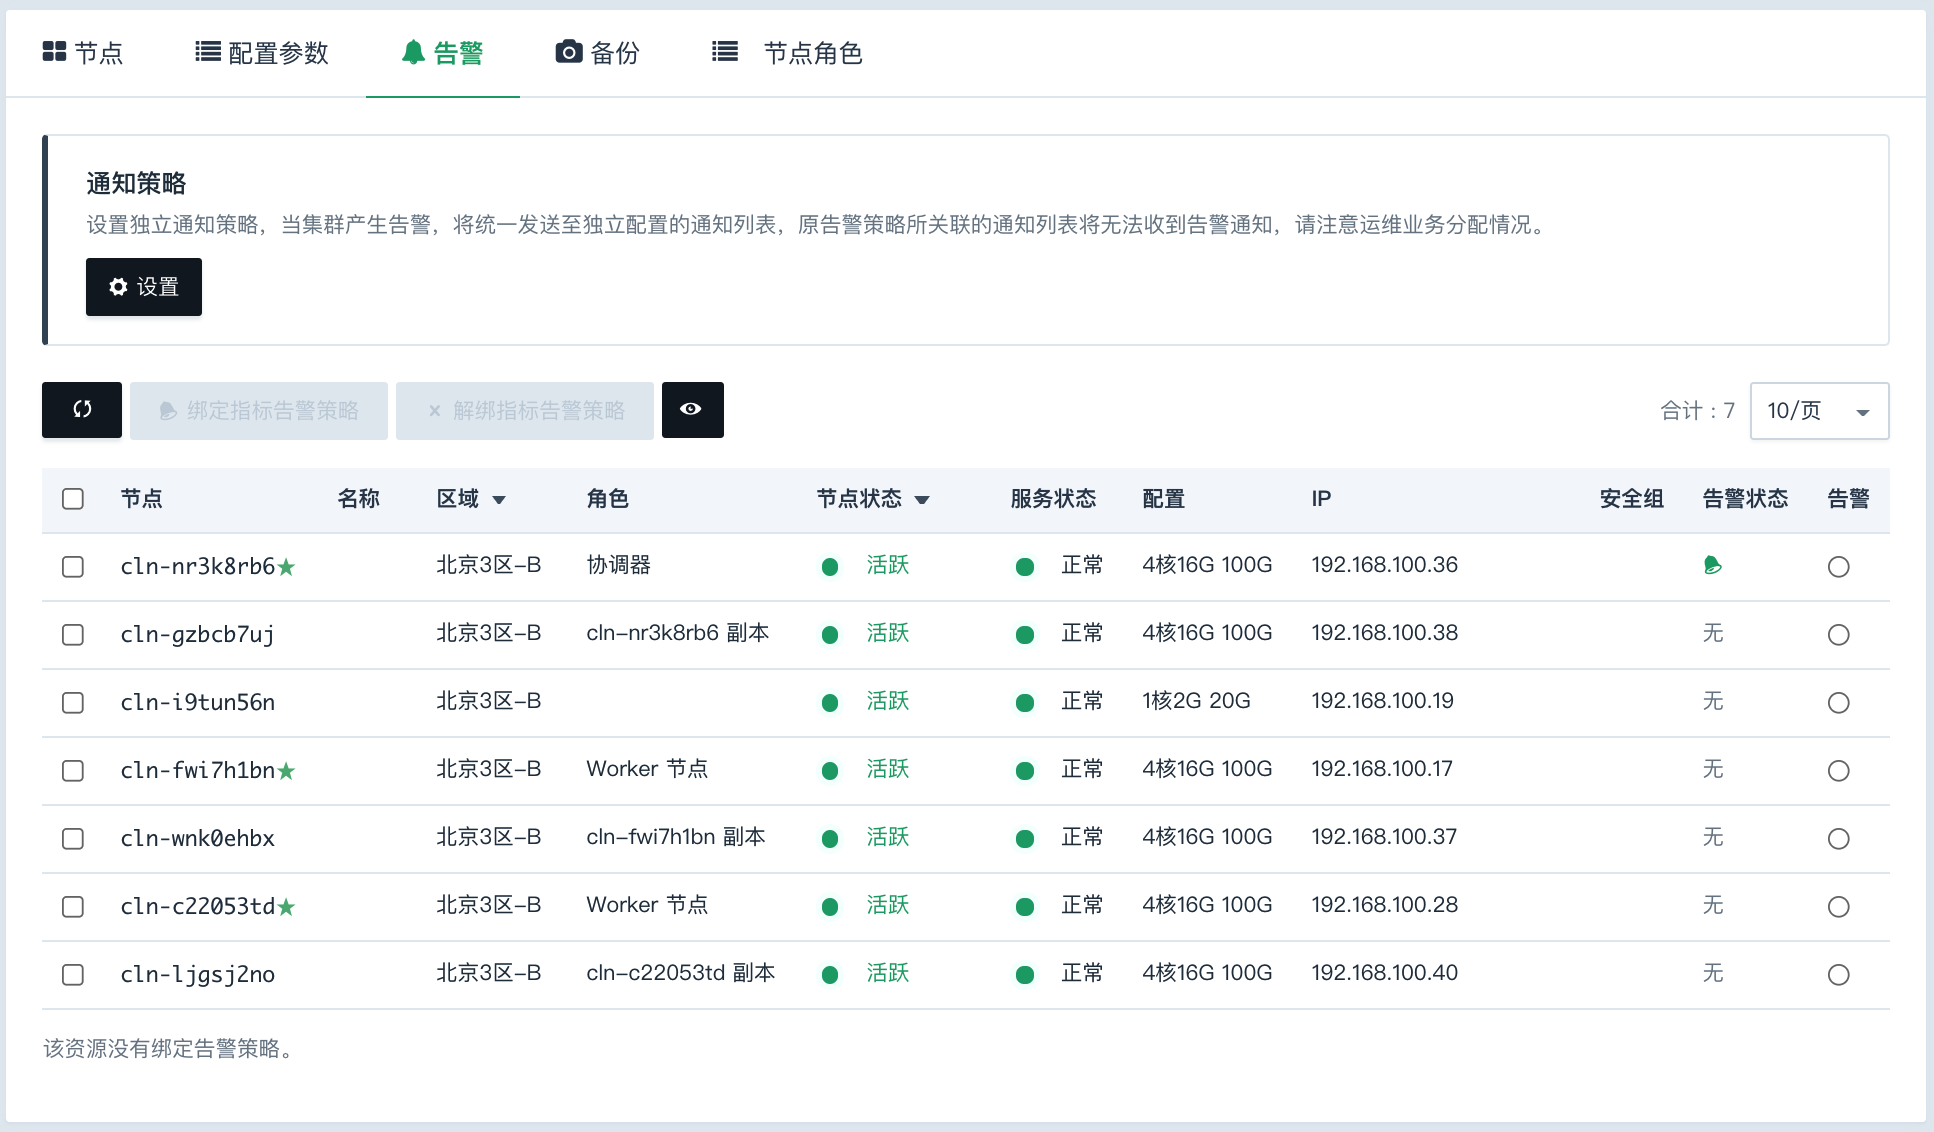 节点 配置参数 告警 备份 节点角色
通知策略
设置独立通知策略，当集群产生告警，将统一发送至独立配置的通知列表，原告警策略所关联的通知列表将无法收到告警通知，请注意运维业务分配情况。
设置
绑定指标告警策略 解绑指标告警策略 合计：7 10/页
节点 名称 区域 角色 节点状态 服务状态 配置 IP 安全组 告警状态 告警
cln-nr3k8rb6★ 北京3区-B 协调器 活跃 正常 4核16G 100G 192.168.100.36
cln-gzbcb7uj 北京3区-B cln-nr3k8rb6 副本 活跃 正常 4核16G 100G 192.168.100.38 无
cln-i9tun56n 北京3区-B 活跃 正常 1核2G 20G 192.168.100.19 无
cln-fwi7h1bn★ 北京3区-B Worker 节点 活跃 正常 4核16G 100G 192.168.100.17 无
cln-wnk0ehbx 北京3区-B cln-fwi7h1bn 副本 活跃 正常 4核16G 100G 192.168.100.37 无
cln-c22053td★ 北京3区-B Worker 节点 活跃 正常 4核16G 100G 192.168.100.28 无
cln-ljgsj2no 北京3区-B cln-c22053td 副本 活跃 正常 4核16G 100G 192.168.100.40 无
该资源没有绑定告警策略。